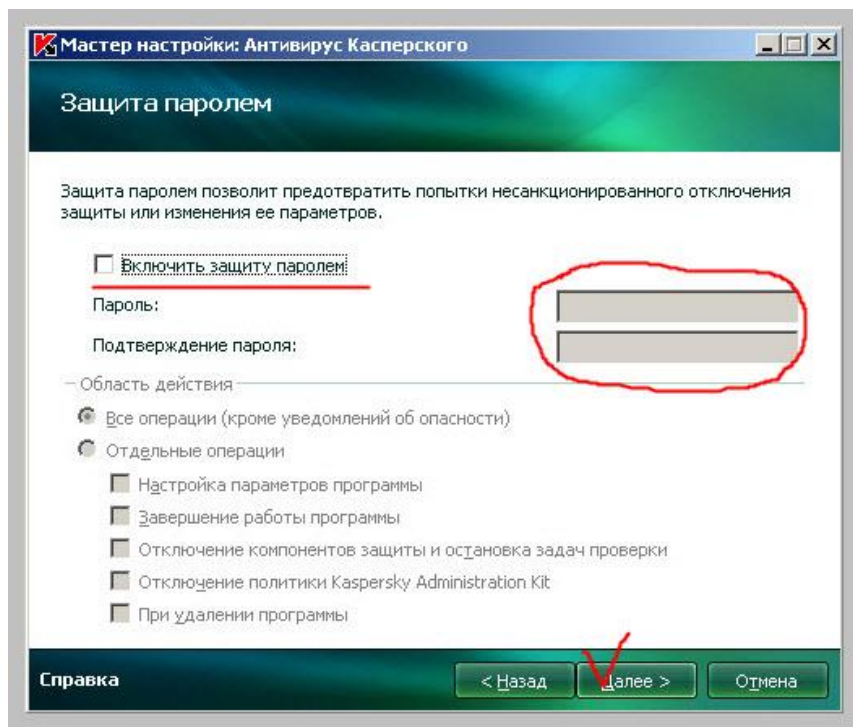 Мастер настройки: Антивирус Касперского
Защита паролем
Защита паролем позволит предотвратить попытки несанкционированного отключения
защиты или изменения ее параметров.
Включить защиту паролем
Пароль:
Подтверждение пароля:
Область действия
Все операции (кроме уведомлений об опасности)
Отдельные операции
Настройка параметров программы
Завершение работы программы
Отключение компонентов защиты и остановка задач проверки
Отключение политики Kaspersky Administration Kit
При удалении программы
Справка
< Назад
Далее >
Отмена